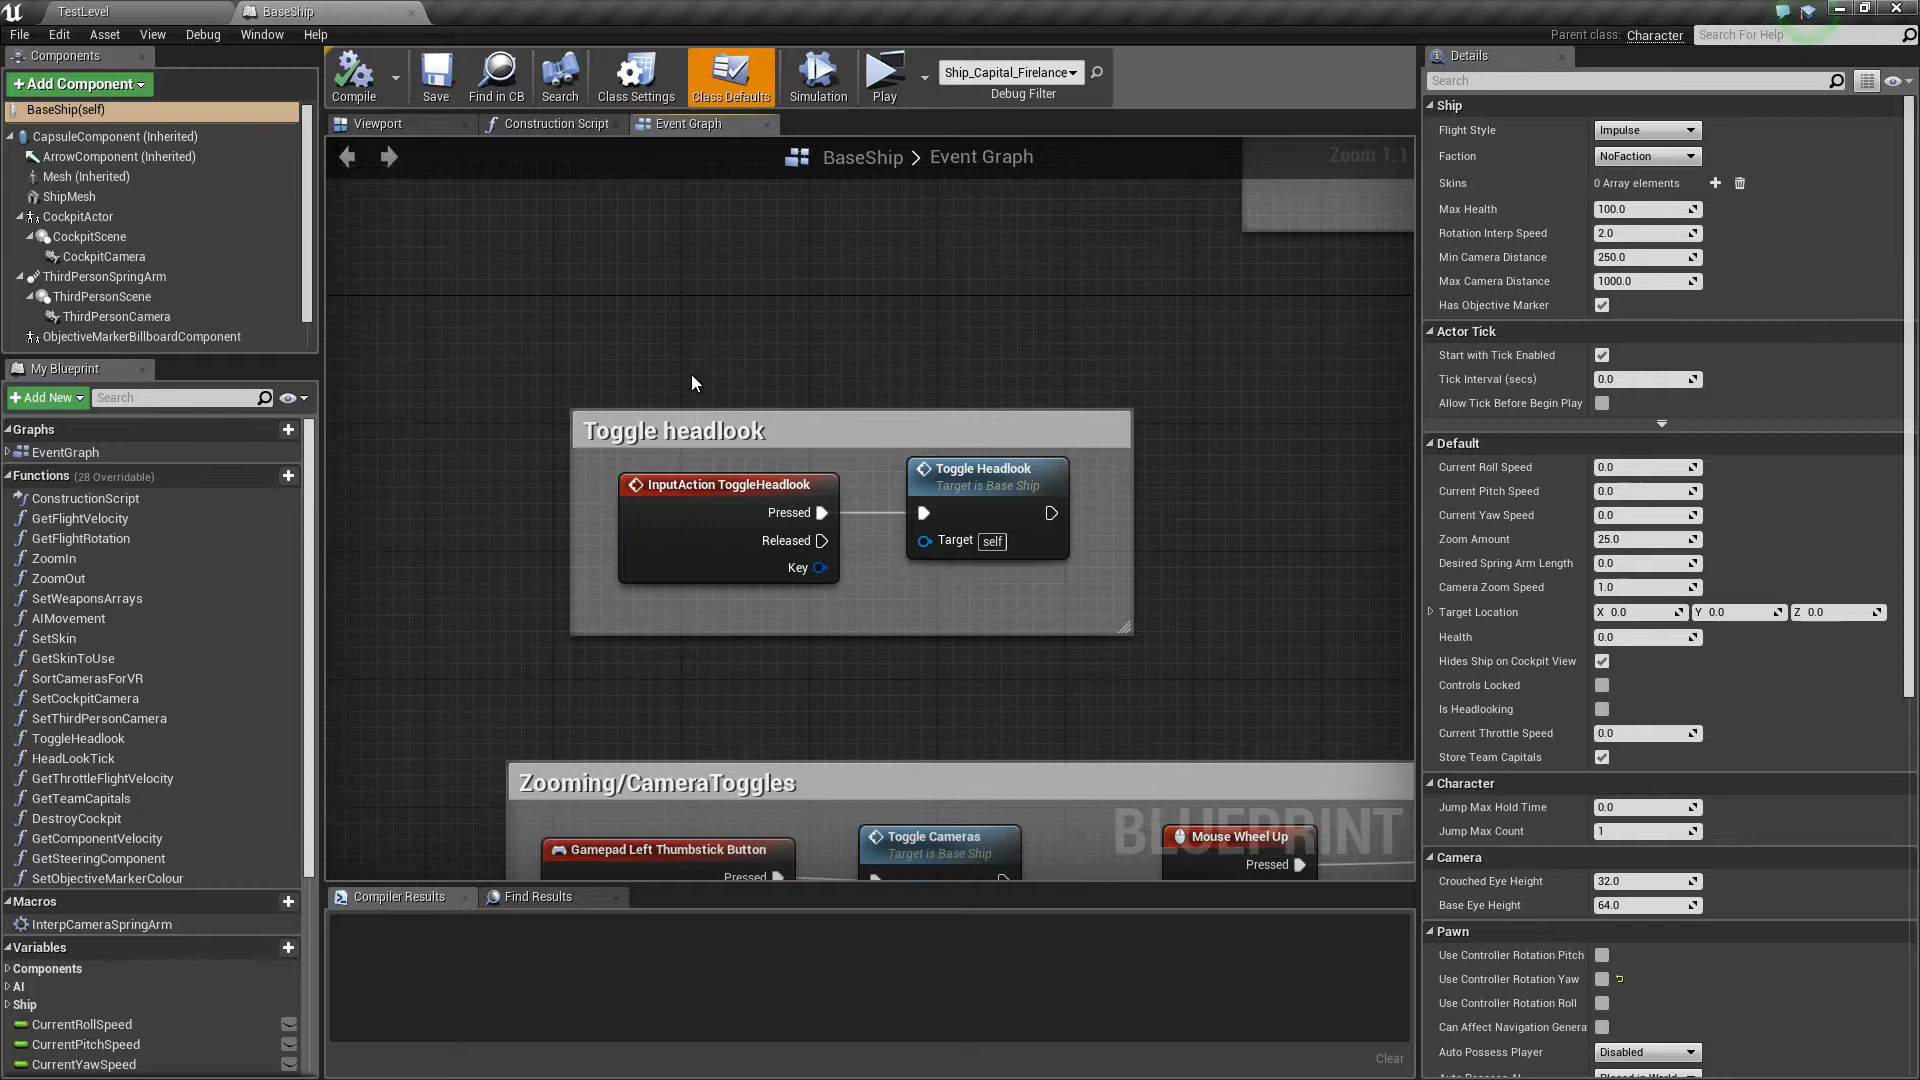 TestLevel
BaseShip
File
Edit
Asset
View
Debug
Window
Help
Parent class: Character
Search For Help
Components
+ Add Component
BaseShip(self)
CapsuleComponent (Inherited)
ArrowComponent (Inherited)
Mesh (Inherited)
ShipMesh
CockpitActor
CockpitScene
CockpitCamera
ThirdPersonSpringArm
ThirdPersonScene
ThirdPersonCamera
ObjectiveMarkerBillboardComponent
My Blueprint
+ Add New
Search
Graphs
EventGraph
Functions (28 Overridable)
ConstructionScript
GetFlightVelocity
GetFlightRotation
ZoomIn
ZoomOut
SetWeaponsArrays
AIMovement
SetSkin
GetSkinToUse
SortCamerasForVR
SetCockpitCamera
SetThirdPersonCamera
ToggleHeadlook
HeadLookTick
GetThrottleFlightVelocity
GetTeamCapitals
DestroyCockpit
GetComponentVelocity
GetSteeringComponent
SetObjectiveMarkerColour
Macros
InterpCameraSpringArm
Variables
Components
AI
Ship
CurrentRollSpeed
CurrentPitchSpeed
CurrentYawSpeed
Compile
Save
Find in CB
Search
Class Settings
Class Defaults
Simulation
Play
Ship_Capital_Firelance
Debug Filter
Viewport
Construction Script
Event Graph
BaseShip > Event Graph
Zoom 1:1
Toggle headlook
InputAction ToggleHeadlook
Pressed
Released
Key
Toggle Headlook
Target is Base Ship
Target self
Zooming/CameraToggles
BLUEPRINT
Gamepad Left Thumbstick Button
Pressed
Toggle Cameras
Target is Base Ship
Mouse Wheel Up
Pressed
Compiler Results
Find Results
Clear
Details
Search
Ship
Flight Style Impulse
Faction NoFaction
Skins 0 Array elements
Max Health 100.0
Rotation Interp Speed 2.0
Min Camera Distance 250.0
Max Camera Distance 1000.0
Has Objective Marker
Actor Tick
Start with Tick Enabled
Tick Interval (secs) 0.0
Allow Tick Before Begin Play
Default
Current Roll Speed 0.0
Current Pitch Speed 0.0
Current Yaw Speed 0.0
Zoom Amount 25.0
Desired Spring Arm Length 0.0
Camera Zoom Speed 1.0
Target Location X 0.0 Y 0.0 Z 0.0
Health 0.0
Hides Ship on Cockpit View
Controls Locked
Is Headlooking
Current Throttle Speed 0.0
Store Team Capitals
Character
Jump Max Hold Time 0.0
Jump Max Count 1
Camera
Crouched Eye Height 32.0
Base Eye Height 64.0
Pawn
Use Controller Rotation Pitch
Use Controller Rotation Yaw
Use Controller Rotation Roll
Can Affect Navigation Genera
Auto Possess Player Disabled